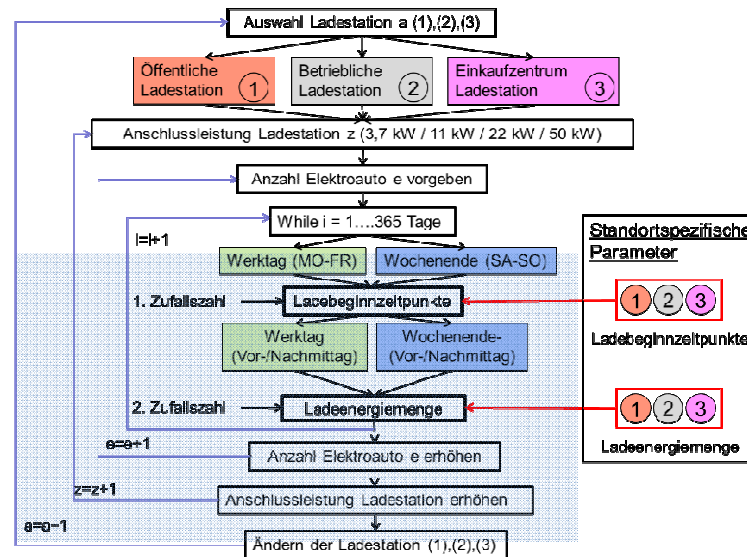 Auswahl Ladestation a (1),(2),(3)
Öffentliche
Ladestation
1
Betriebliche
Ladestation
2
Einkaufzentrum
Ladestation
3
Anschlussleistung Ladestation z (3,7 kW / 11 kW / 22 kW / 50 kW)
Anzahl Elektroauto e vorgeben
While i = 1....365 Tage
i=i+1
Werktag (MO-FR)
Wochenende (SA-SO)
1. Zufallszahl
Ladebeginnzeitpunkte
Werktag
(Vor-/Nachmittag)
Wochenende-
(Vor-/Nachmittag)
2. Zufallszahl
Ladeenergiemenge
e=e+1
Anzahl Elektroauto e erhöhen
z=z+1
Anschlussleistung Ladestation erhöhen
Ändern der Ladestation (1),(2),(3)
Standortspezifische
Parameter
1 2 3
Ladebeginnzeitpunkte
1 2 3
Ladeenergiemenge